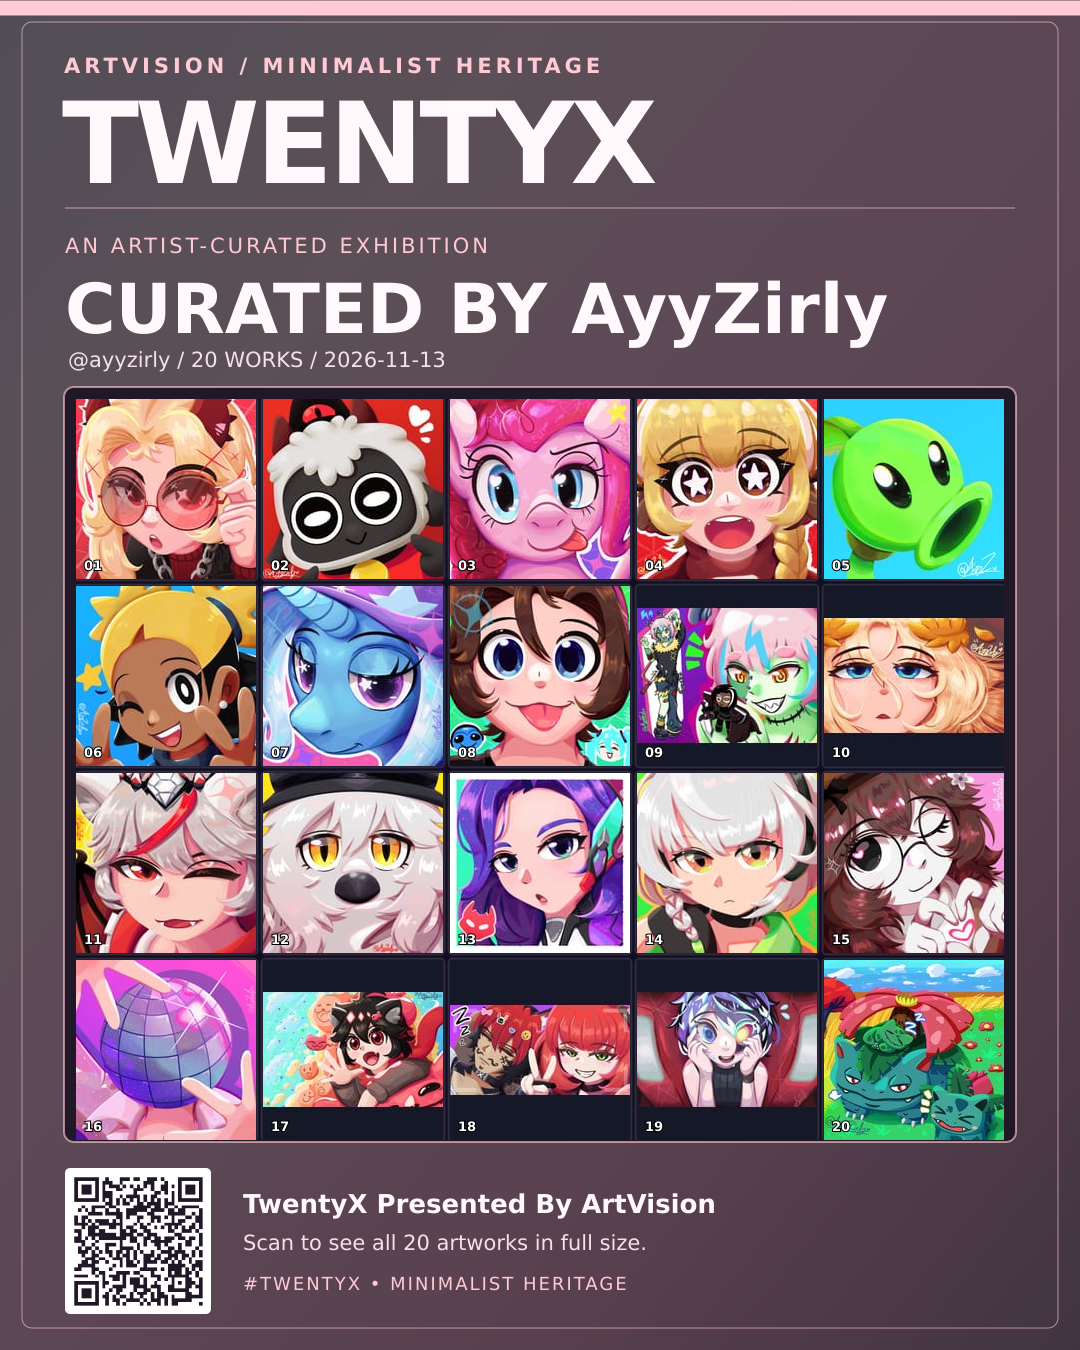 ARTVISION / MINIMALIST HERITAGE
TWENTYX
AN ARTIST-CURATED EXHIBITION
CURATED BY AyyZirly
@ayyzirly / 20 WORKS / 2026-11-13
01
02
03
04
05
06
07
08
09
10
11
12
13
14
15
16
17
18
19
20
TwentyX Presented By ArtVision
Scan to see all 20 artworks in full size.
#TWENTYX • MINIMALIST HERITAGE